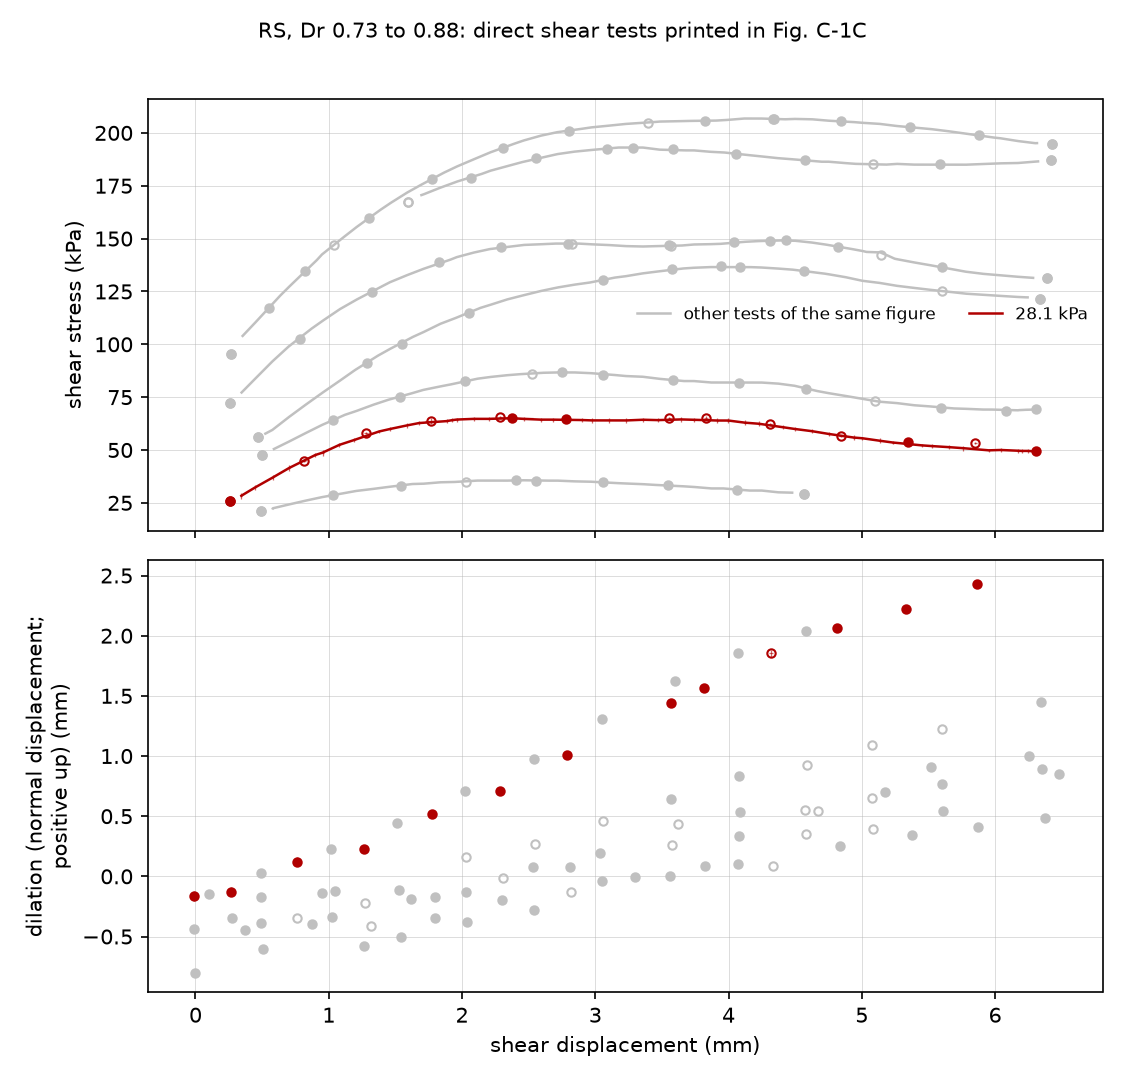 RS, Dr 0.73 to 0.88: direct shear tests printed in Fig. C-1C
shear stress (kPa)
200
175
150
125
100
75
50
25
other tests of the same figure
28.1 kPa
dilation (normal displacement;
positive up) (mm)
2.5
2.0
1.5
1.0
0.5
0.0
−0.5
0 1 2 3 4 5 6
shear displacement (mm)